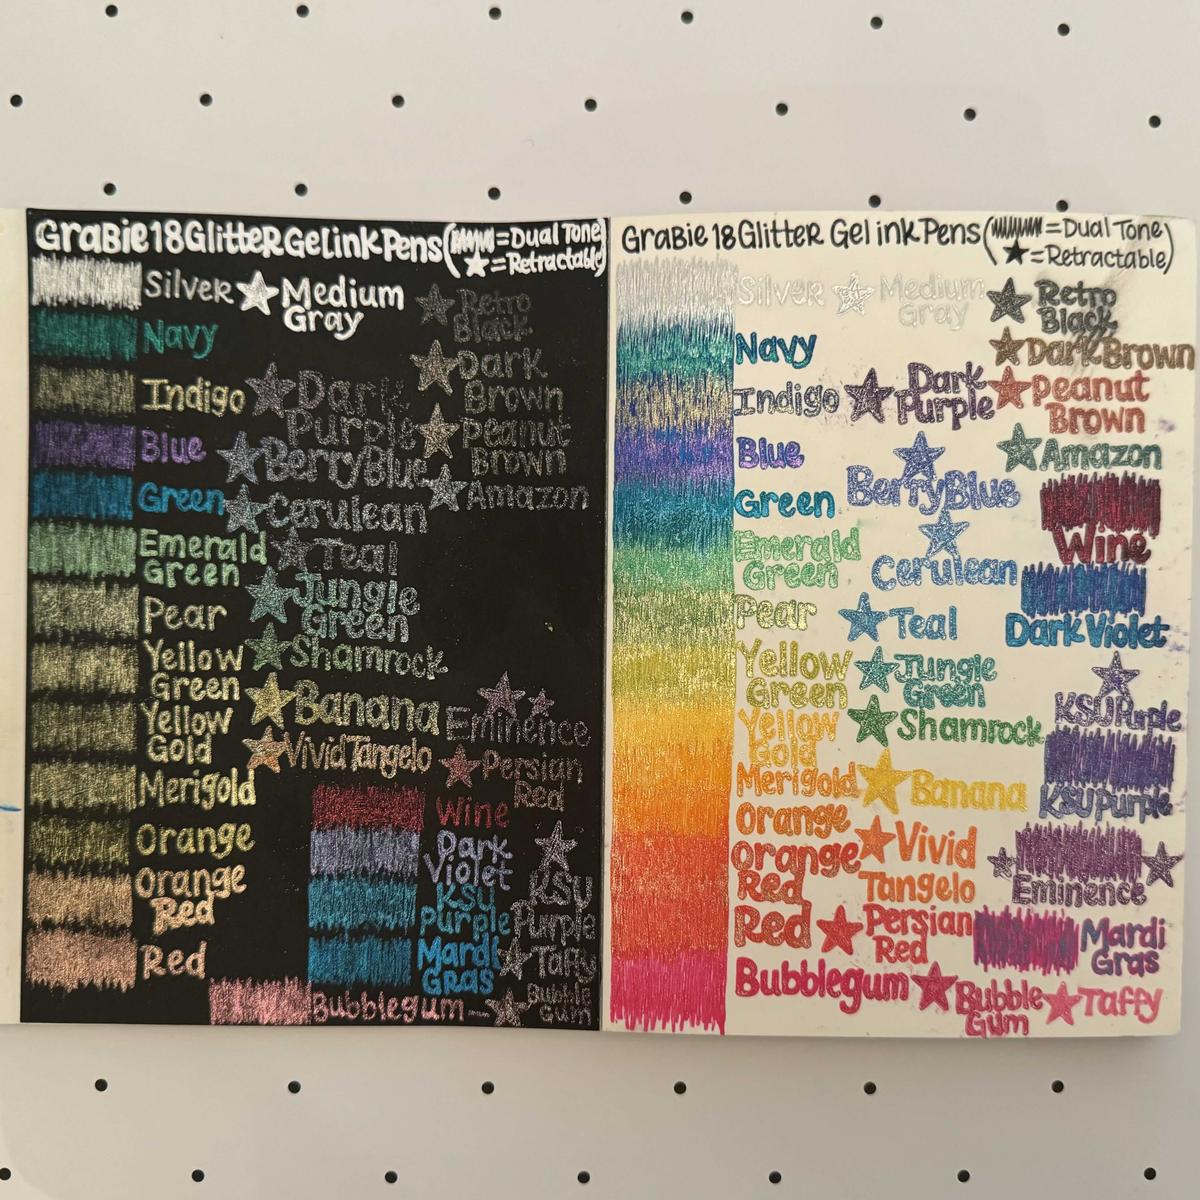 GraBie 18 Glitter Gel ink Pens (= Dual Tone
★ = Retractable)
Silver ★ Medium Gray
★ Retro Black
Navy
★ Dark Brown
Indigo ★ Dark Purple
★ Peanut Brown
Blue ★ Berry Blue
★ Amazon
Green ★ Cerulean
Emerald Green ★ Teal
★ Jungle Green
Pear
Yellow Green ★ Shamrock
Yellow Gold ★ Banana
★ Eminence ★
★ Vivid Tangelo
★ Persian Red
Merigold
Wine
Orange
Dark Violet
Orange Red
KSU Purple
★ KSU Purple
Red
Mardi Gras
★ Taffy
Bubblegum — ★ Bubble Gum
GraBie 18 Glitter Gel ink Pens (= Dual Tone
★ = Retractable)
Silver ★ Medium Gray
★ Retro Black
Navy
★ Dark Brown
Indigo ★ Dark Purple
★ Peanut Brown
Blue
★ Berry Blue
★ Amazon
Green
★ Cerulean
Wine
Emerald Green
Pear
★ Teal
Dark Violet
Yellow Green
★ Jungle Green
★ KSU Purple
Yellow Gold
★ Shamrock
Merigold
★ Banana
KSU Purple
Orange
★ Vivid Tangelo
Orange Red
★ Eminence ★
Red
★ Persian Red
Mardi Gras
Bubblegum
★ Bubble Gum
★ Taffy